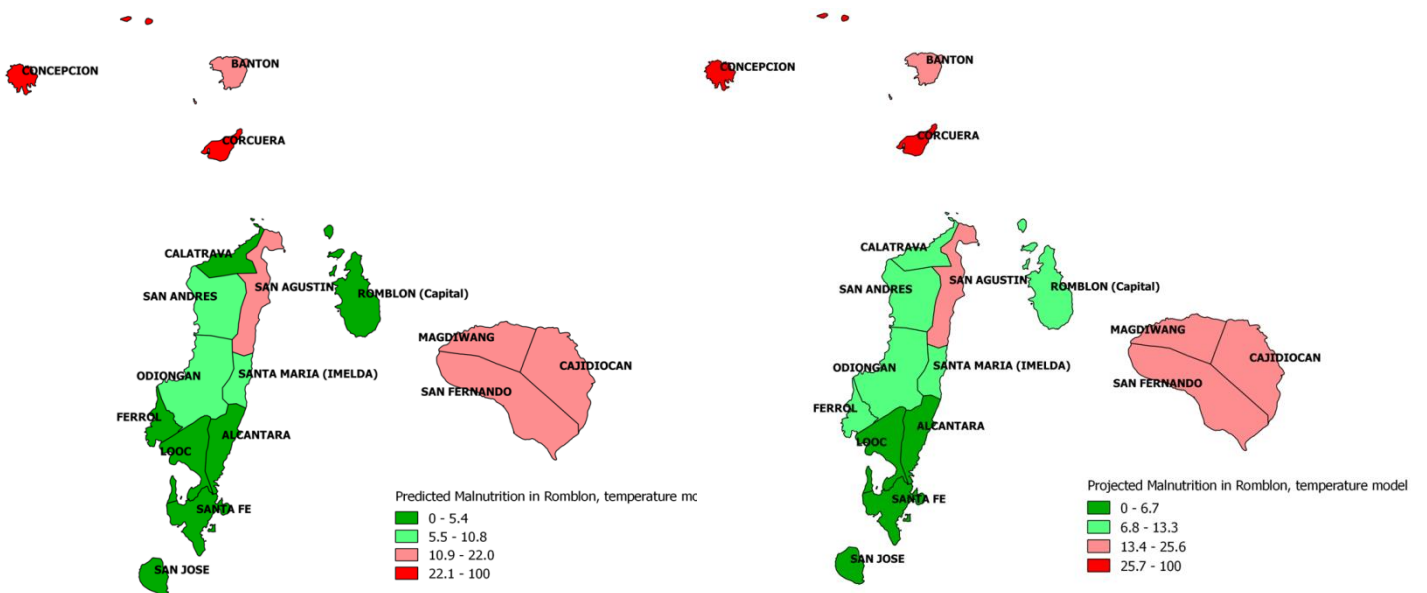 CONCEPCION
BANTON
CORCUERA
CALATRAVA
SAN ANDRES
SAN AGUSTIN
ROMBLON (Capital)
MAGDIWANG
CAJIDIOCAN
ODIONGAN
SANTA MARIA (IMELDA)
SAN FERNANDO
FERROL
ALCANTARA
LOOC
SANTA FE
SAN JOSE
Predicted Malnutrition in Romblon, temperature mc
0 - 5.4
5.5 - 10.8
10.9 - 22.0
22.1 - 100
CONCEPCION
BANTON
CORCUERA
CALATRAVA
SAN ANDRES
SAN AGUSTIN
ROMBLON (Capital)
MAGDIWANG
CAJIDIOCAN
ODIONGAN
SANTA MARIA (IMELDA)
SAN FERNANDO
FERROL
ALCANTARA
LOOC
SANTA FE
SAN JOSE
Projected Malnutrition in Romblon, temperature model
0 - 6.7
6.8 - 13.3
13.4 - 25.6
25.7 - 100